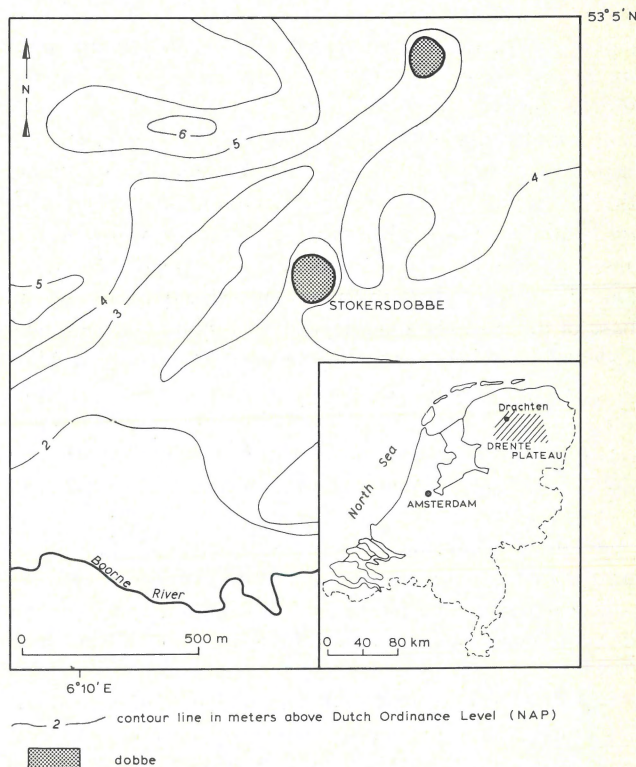 53°5′N
N
6
5
4
5
4
3
STOKERSDOBBE
2
Drachten
DRENTE
PLATEAU
North Sea
AMSTERDAM
Boorne
River
0 500 m
0 40 80 km
6°10′E
2 contour line in meters above Dutch Ordinance Level (NAP)
dobbe